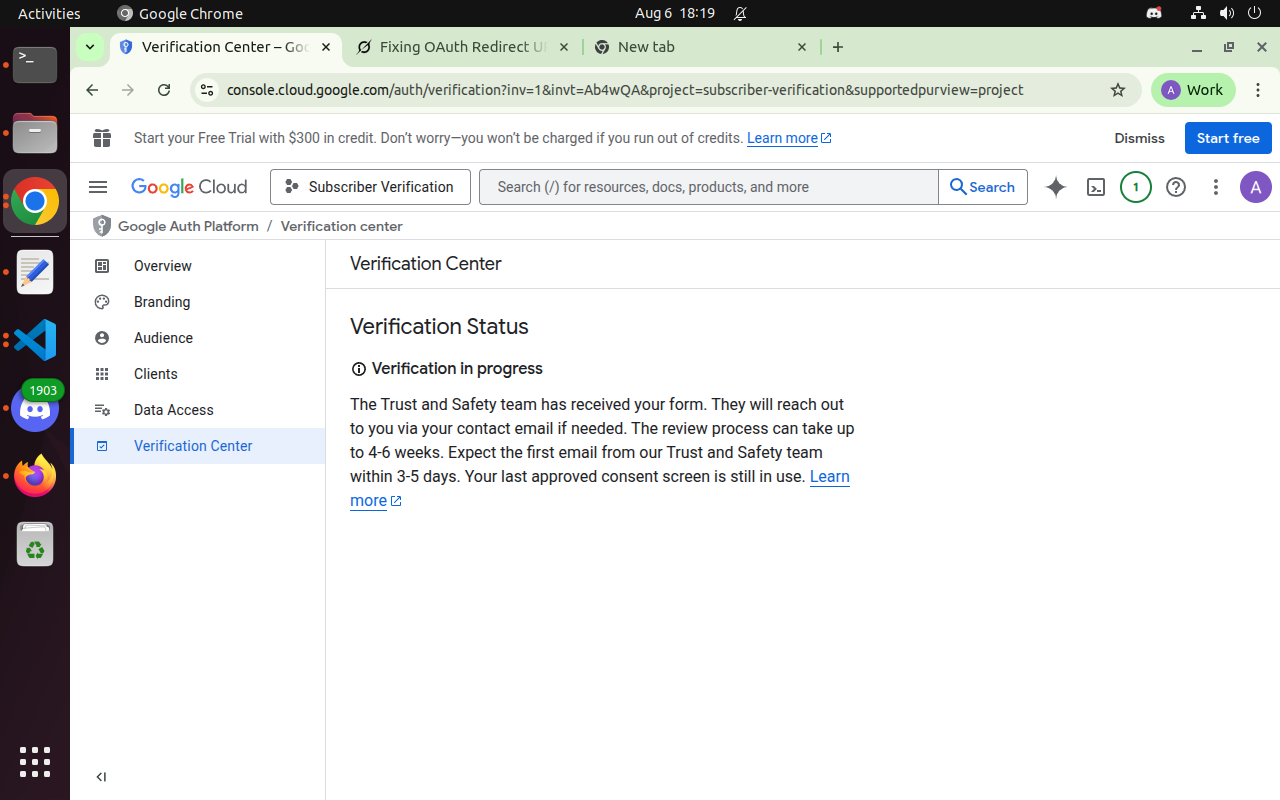 Activities
Google Chrome
Aug 6 18:19
Verification Center – Goo
Fixing OAuth Redirect U
New tab
console.cloud.google.com/auth/verification?inv=1&invt=Ab4wQA&project=subscriber-verification&supportedpurview=project
A
Work
Start your Free Trial with $300 in credit. Don't worry—you won't be charged if you run out of credits. Learn more
Dismiss
Start free
Google Cloud
Subscriber Verification
Search (/) for resources, docs, products, and more
Search
1
A
Google Auth Platform / Verification center
Overview
Branding
Audience
Clients
Data Access
Verification Center
Verification Center
Verification Status
Verification in progress
The Trust and Safety team has received your form. They will reach out
to you via your contact email if needed. The review process can take up
to 4-6 weeks. Expect the first email from our Trust and Safety team
within 3-5 days. Your last approved consent screen is still in use. Learn
more
1903